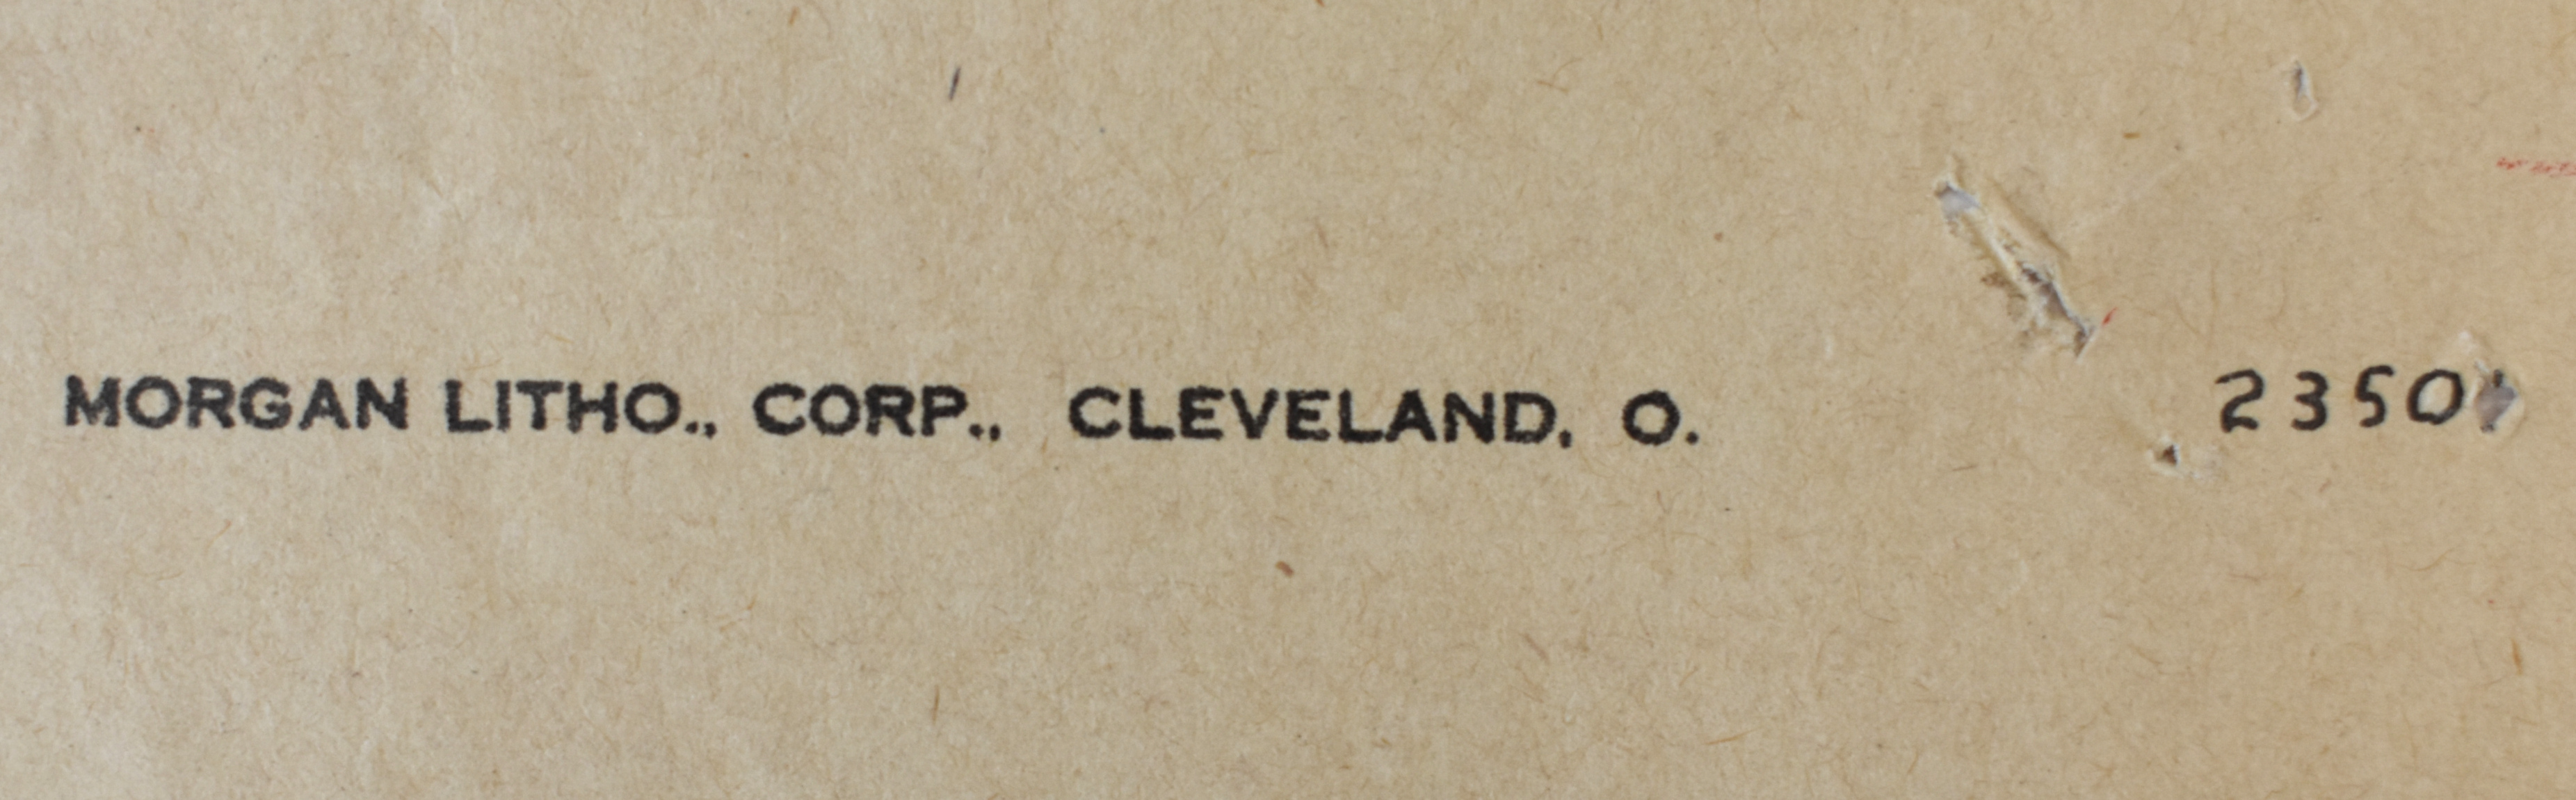 MORGAN LITHO., CORP., CLEVELAND, O. 2350